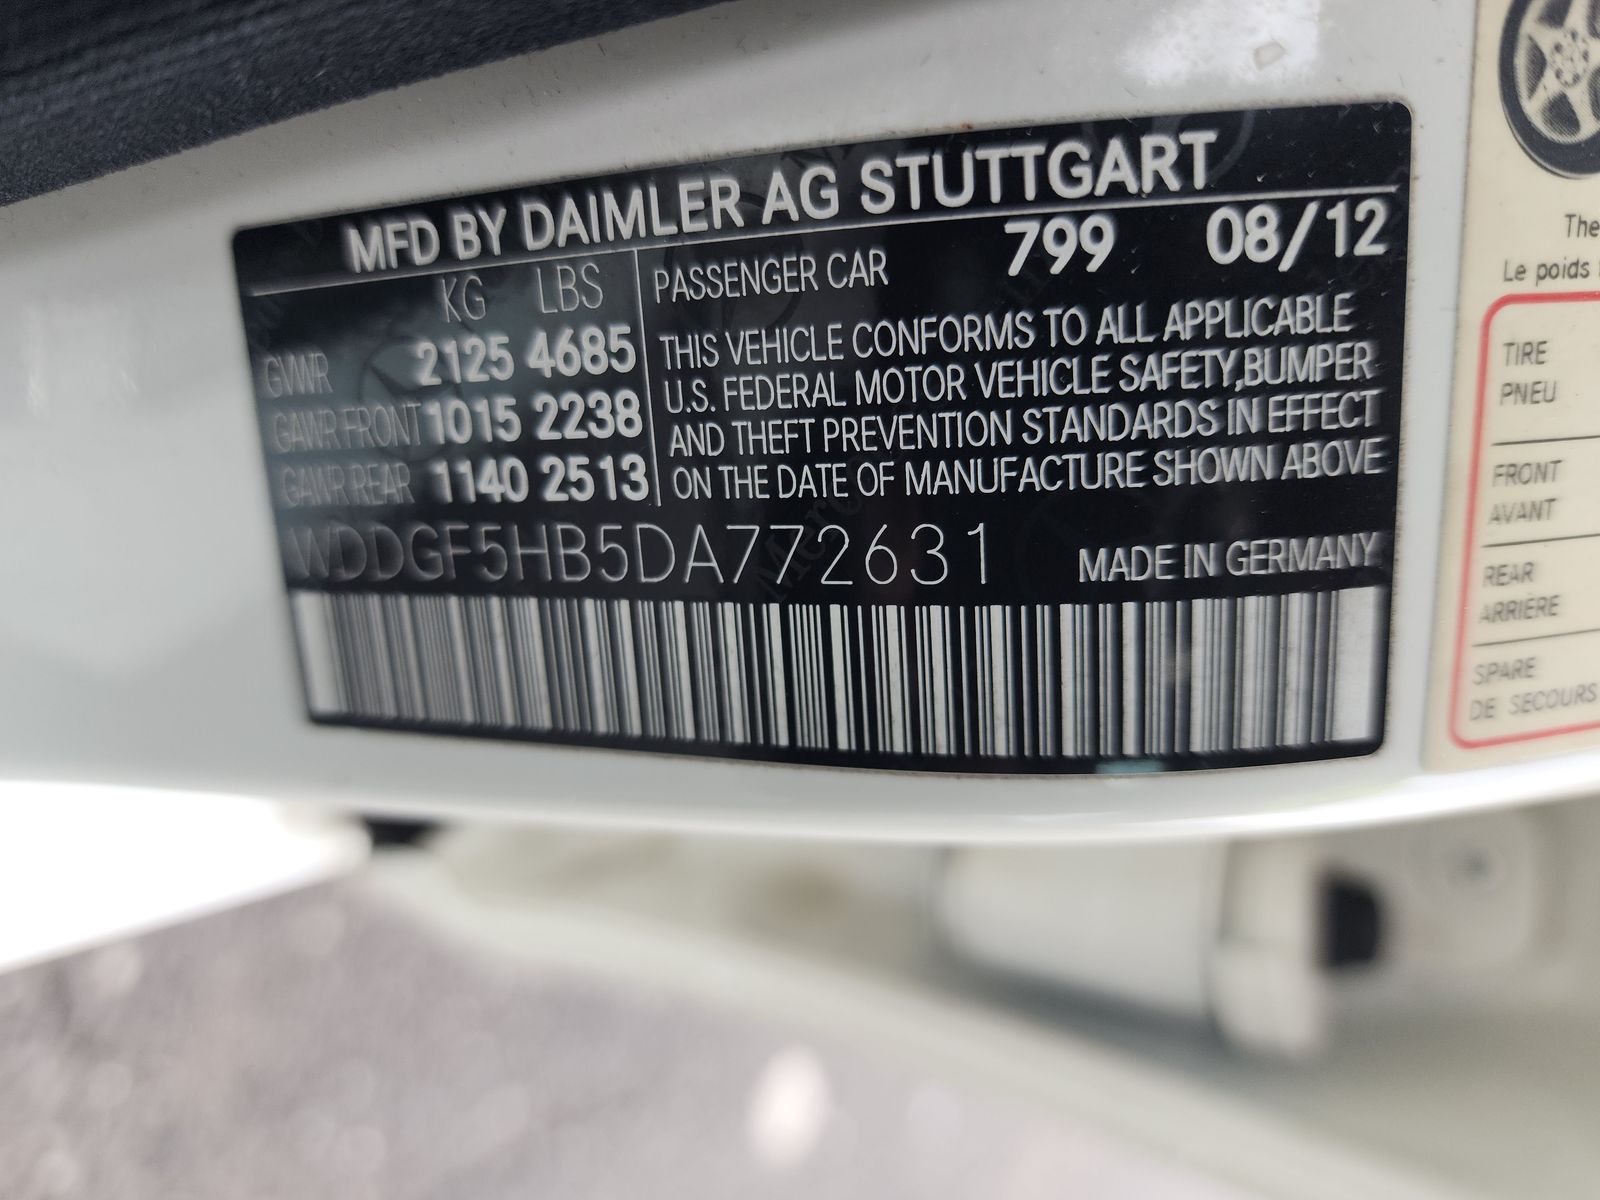 MFD BY DAIMLER AG STUTTGART
KG LBS
GVWR 2125 4685
GAWR FRONT 1015 2238
GAWR REAR 1140 2513
PASSENGER CAR 799 08/12
THIS VEHICLE CONFORMS TO ALL APPLICABLE
U.S. FEDERAL MOTOR VEHICLE SAFETY,BUMPER
AND THEFT PREVENTION STANDARDS IN EFFECT
ON THE DATE OF MANUFACTURE SHOWN ABOVE
WDDGF5HB5DA772631 MADE IN GERMANY
The
Le poids
TIRE
PNEU
FRONT
AVANT
REAR
ARRIÈRE
SPARE
DE SECOURS